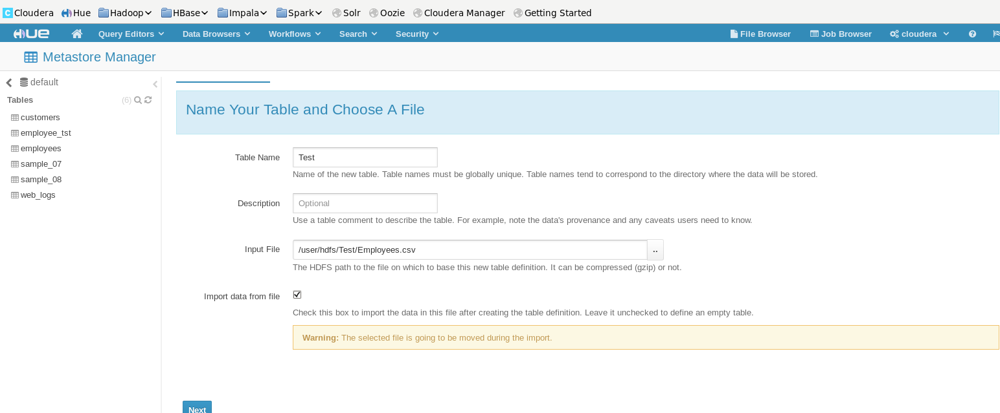 Cloudera Hue Hadoop HBase Impala Spark Solr Oozie Cloudera Manager Getting Started
HUE Query Editors Data Browsers Workflows Search Security File Browser Job Browser cloudera
Metastore Manager
default
Tables (6)
customers
employee_tst
employees
sample_07
sample_08
web_logs
Name Your Table and Choose A File
Table Name Test
Name of the new table. Table names must be globally unique. Table names tend to correspond to the directory where the data will be stored.
Description Optional
Use a table comment to describe the table. For example, note the data's provenance and any caveats users need to know.
Input File /user/hdfs/Test/Employees.csv ..
The HDFS path to the file on which to base this new table definition. It can be compressed (gzip) or not.
Import data from file
Check this box to import the data in this file after creating the table definition. Leave it unchecked to define an empty table.
Warning: The selected file is going to be moved during the import.
Next